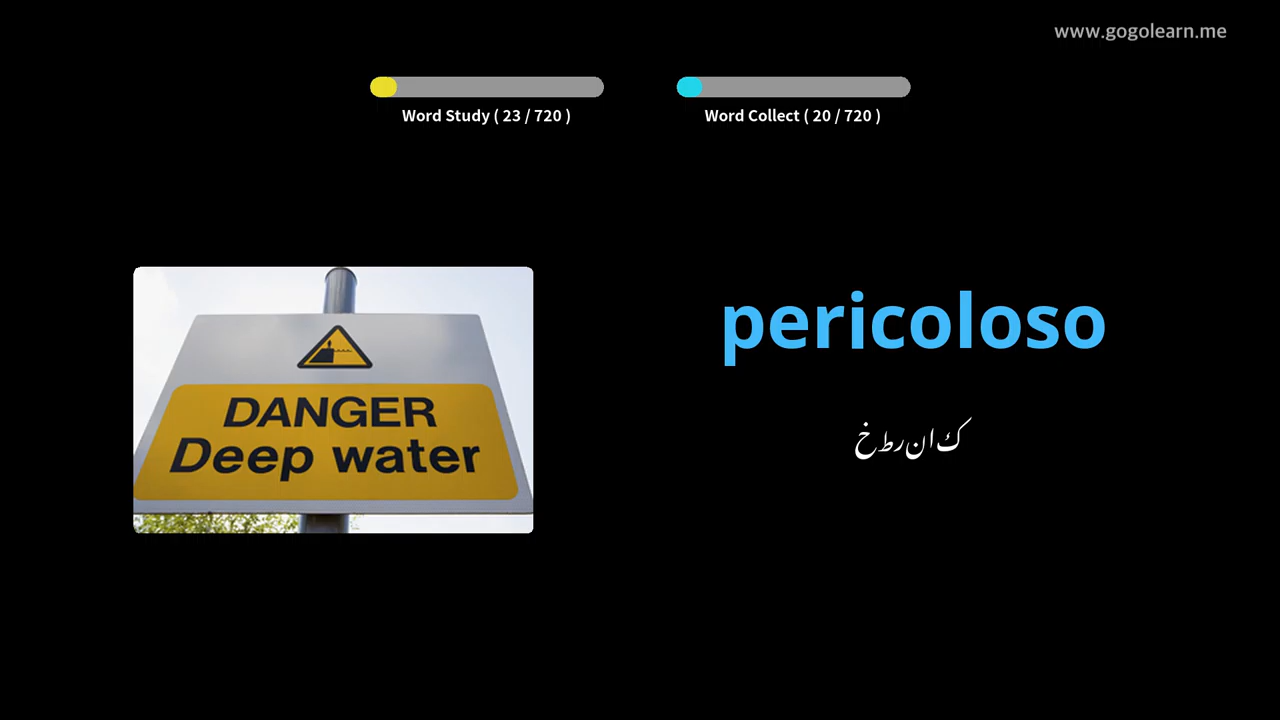 www.gogolearn.me
Word Study ( 23 / 720 )
Word Collect ( 20 / 720 )
DANGER
Deep water
pericoloso
خطرناک